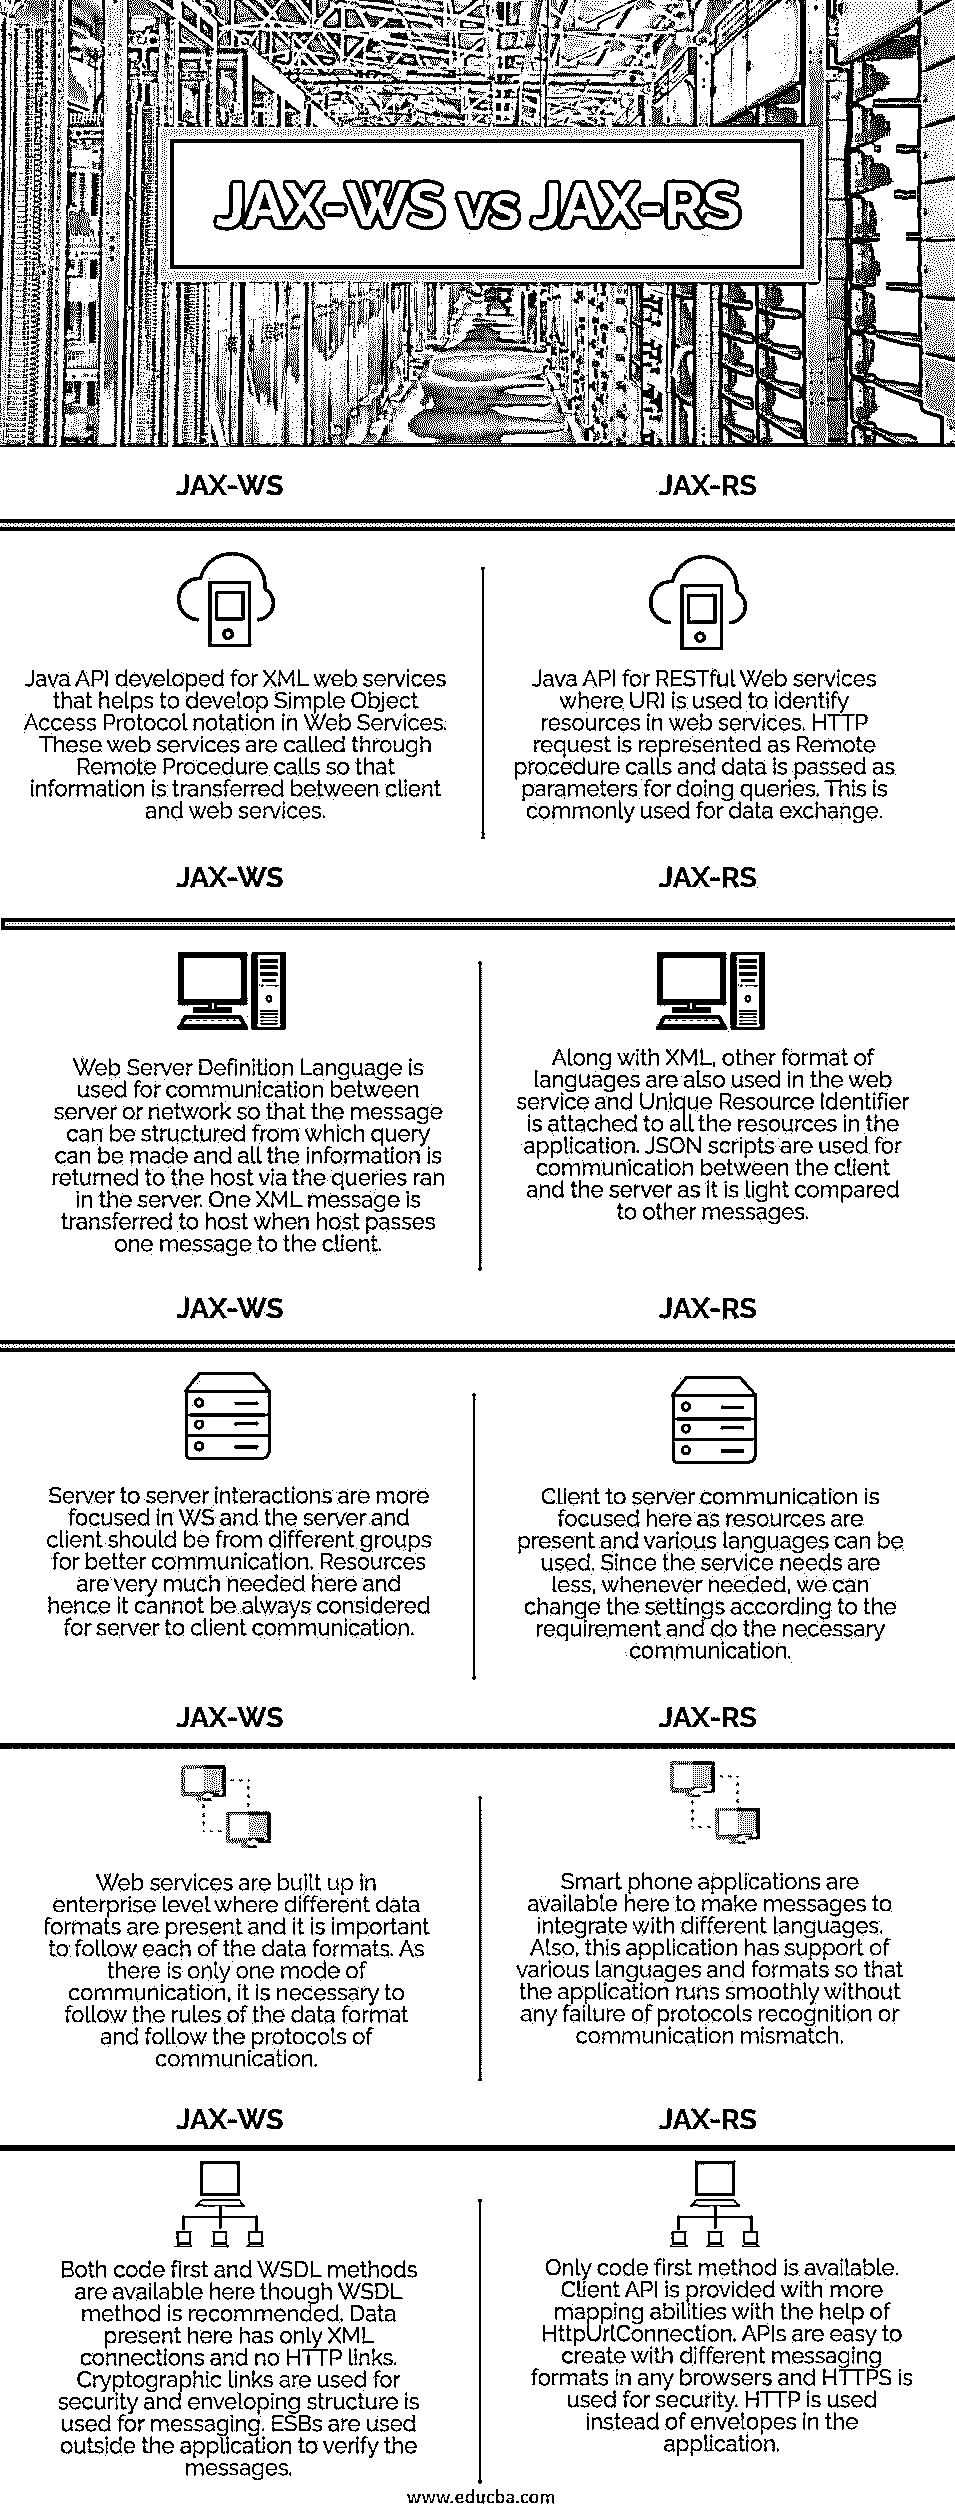 JAX-WS vs JAX-RS
JAX-WS
JAX-RS
Java API developed for XML web services
that helps to develop Simple Object
Access Protocol notation in Web Services.
These web services are called through
Remote Procedure calls so that
information is transferred between client
and web services.
Java API for RESTful Web services
where URI is used to identify
resources in web services. HTTP
request is represented as Remote
procedure calls and data is passed as
parameters for doing queries. This is
commonly used for data exchange.
JAX-WS
JAX-RS
Web Server Definition Language is
used for communication between
server or network so that the message
can be structured from which query
can be made and all the information is
returned to the host via the queries ran
in the server. One XML message is
transferred to host when host passes
one message to the client.
Along with XML, other format of
languages are also used in the web
service and Unique Resource Identifier
is attached to all the resources in the
application. JSON scripts are used for
communication between the client
and the server as it is light compared
to other messages.
JAX-WS
JAX-RS
Server to server interactions are more
focused in WS and the server and
client should be from different groups
for better communication. Resources
are very much needed here and
hence it cannot be always considered
for server to client communication.
Client to server communication is
focused here as resources are
present and various languages can be
used. Since the service needs are
less, whenever needed, we can
change the settings according to the
requirement and do the necessary
communication.
JAX-WS
JAX-RS
Web services are built up in
enterprise level where different data
formats are present and it is important
to follow each of the data formats. As
there is only one mode of
communication, it is necessary to
follow the rules of the data format
and follow the protocols of
communication.
Smart phone applications are
available here to make messages to
integrate with different languages.
Also, this application has support of
various languages and formats so that
the application runs smoothly without
any failure of protocols recognition or
communication mismatch.
JAX-WS
JAX-RS
Both code first and WSDL methods
are available here though WSDL
method is recommended. Data
present here has only XML
connections and no HTTP links.
Cryptographic links are used for
security and enveloping structure is
used for messaging. ESBs are used
outside the application to verify the
messages.
Only code first method is available.
Client API is provided with more
mapping abilities with the help of
HttpUrlConnection. APIs are easy to
create with different messaging
formats in any browsers and HTTPS is
used for security. HTTP is used
instead of envelopes in the
application.
www.educba.com